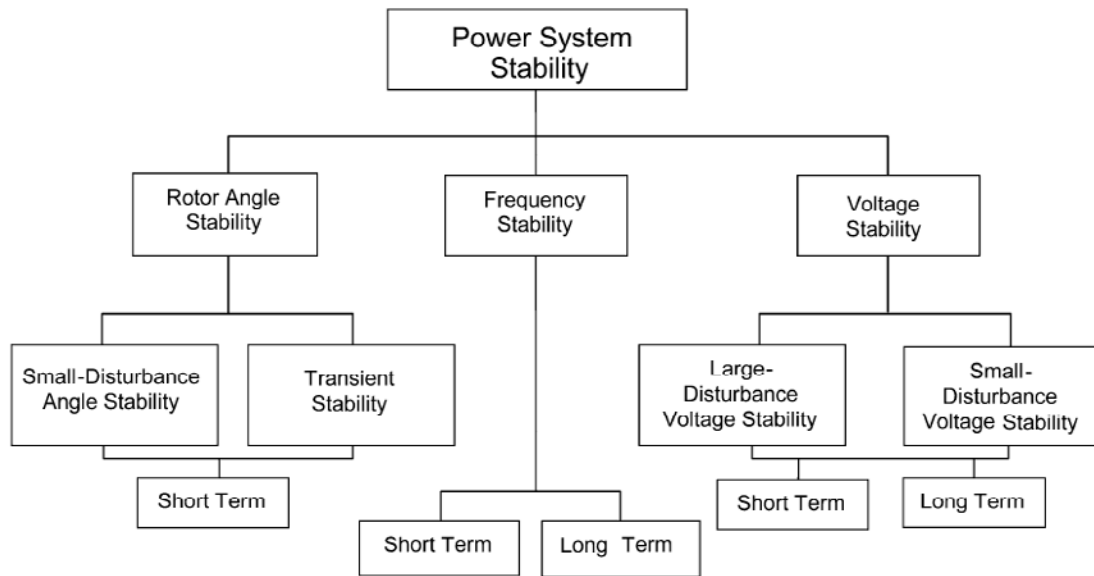 Power System
Stability
Rotor Angle
Stability
Frequency
Stability
Voltage
Stability
Small-Disturbance
Angle Stability
Transient
Stability
Large-
Disturbance
Voltage Stability
Small-
Disturbance
Voltage Stability
Short Term
Short Term
Long Term
Short Term
Long Term